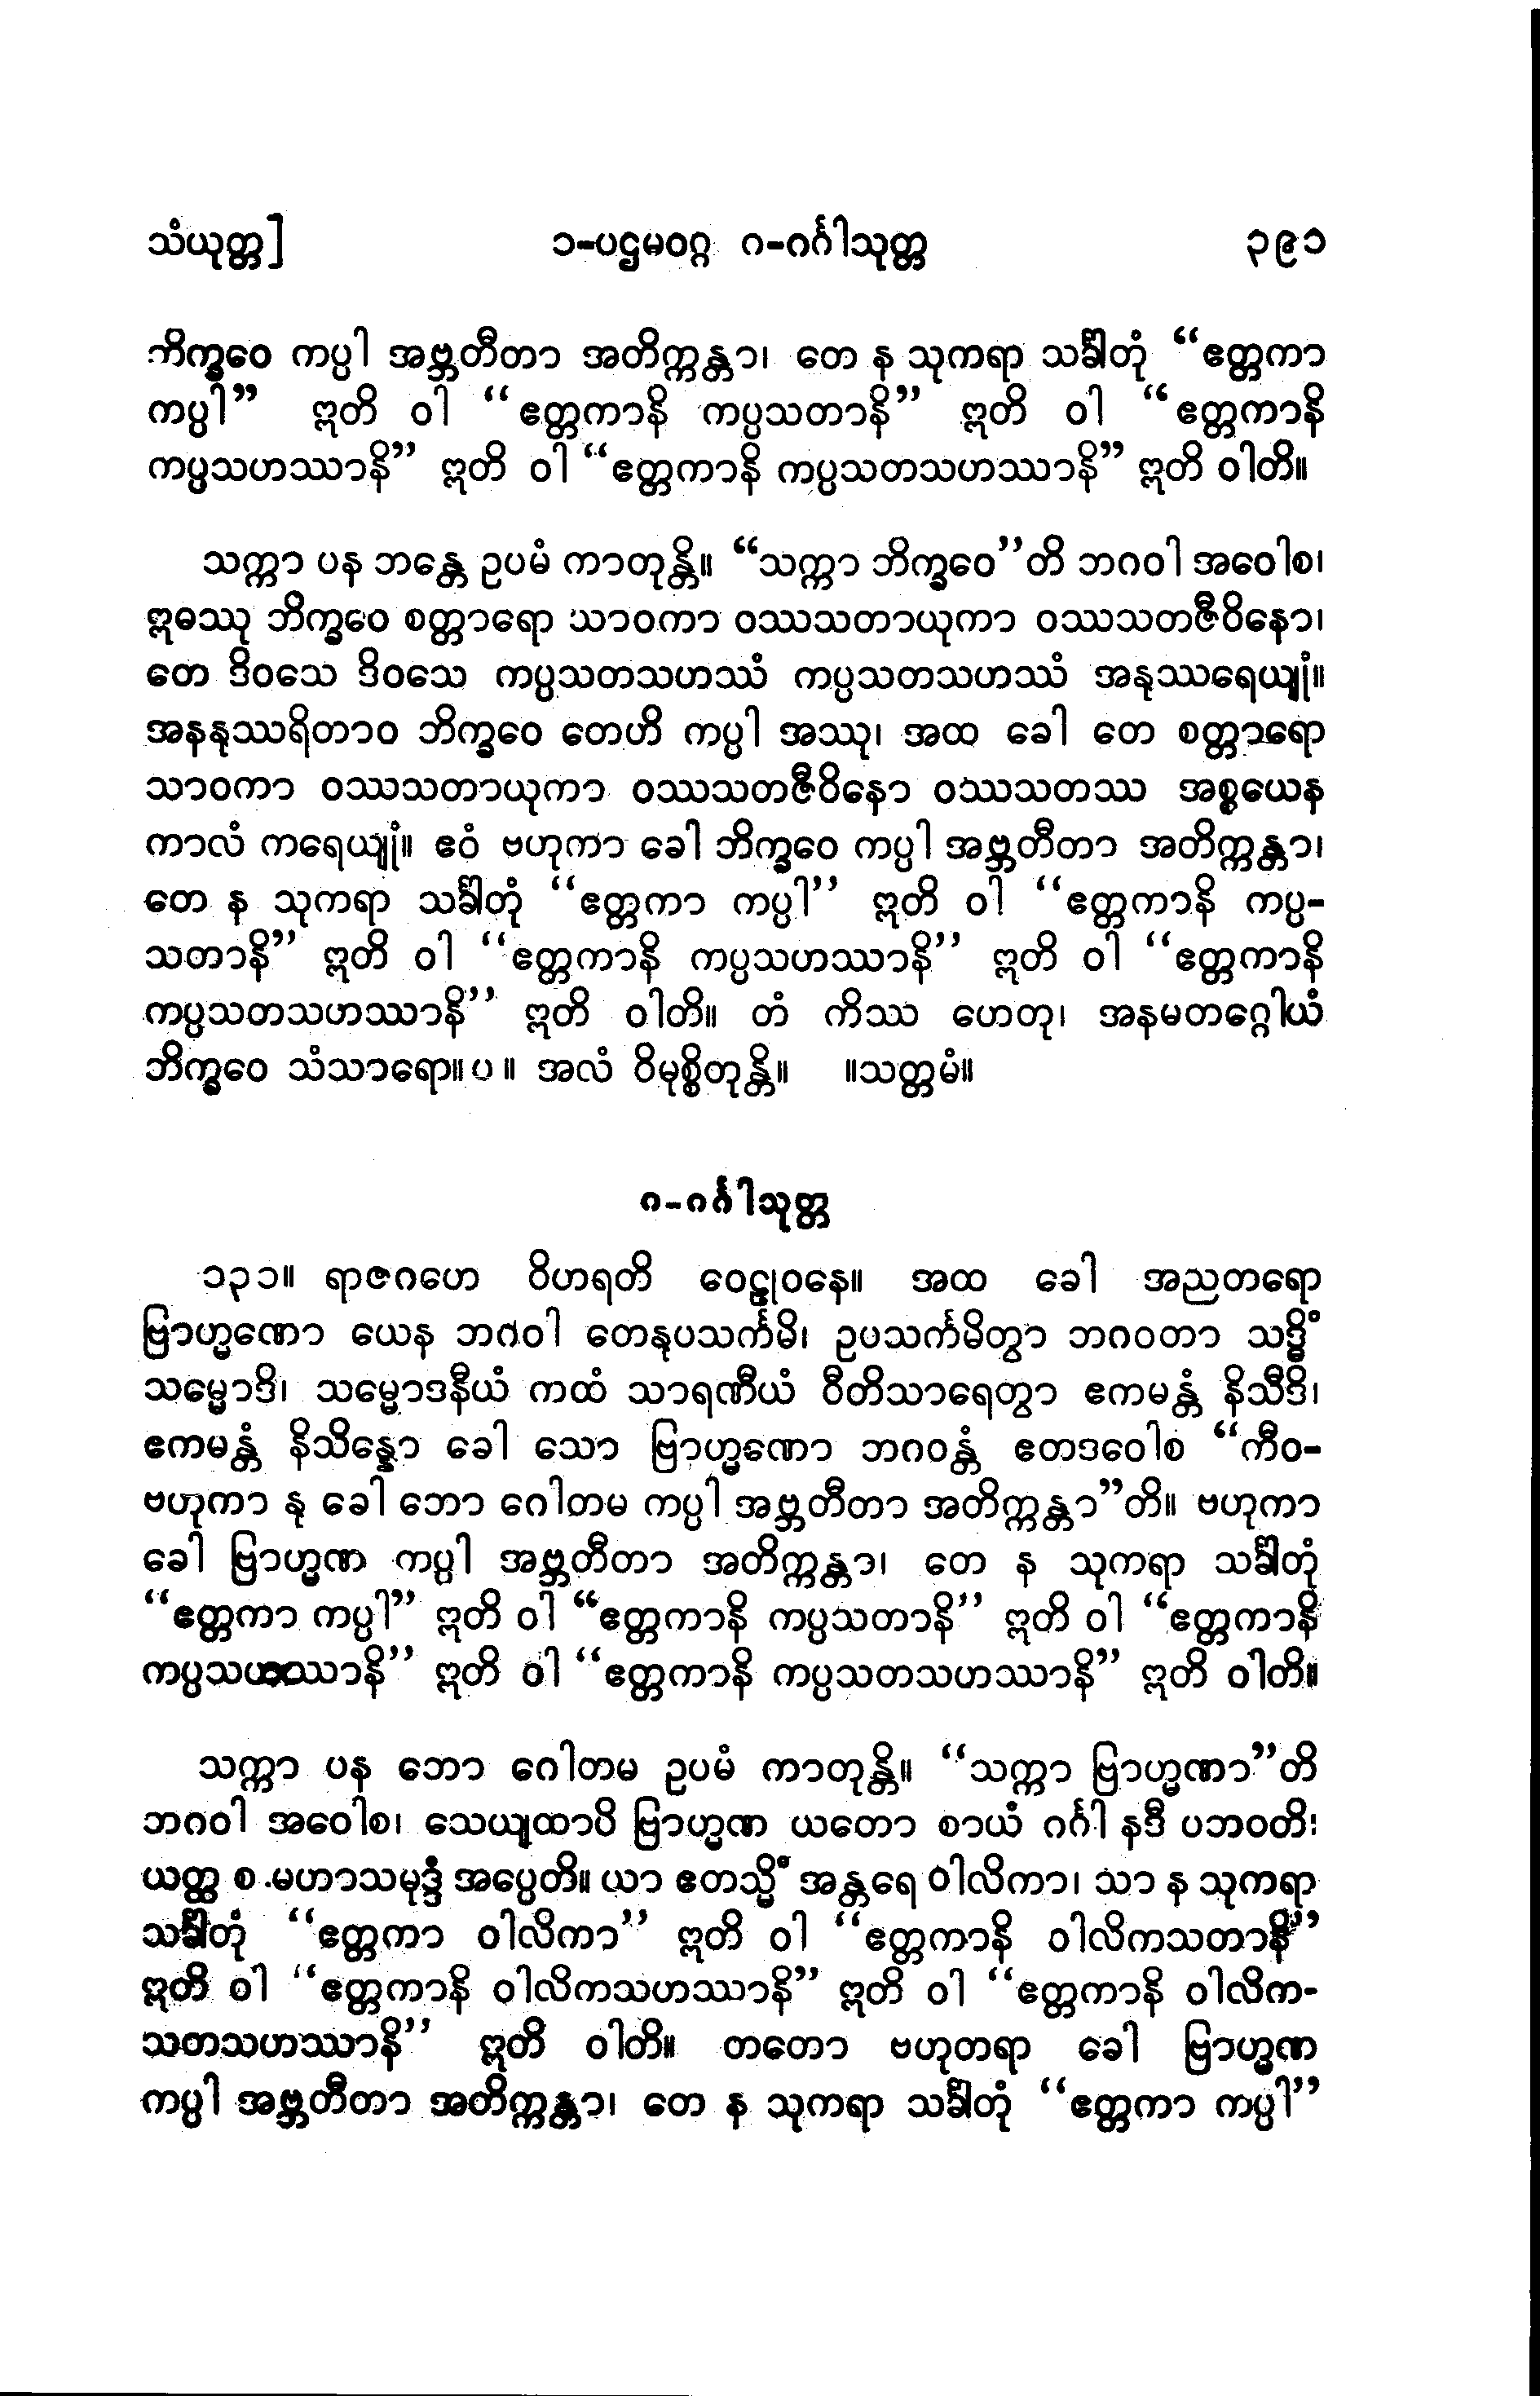 သံယုတ္တ] ၁-ပဌမဝဂ္ဂ ဂ-ဂင်္ဂါသုတ္တ ၃၉၁
ဘိက္ခဝေ ကပ္ပါ အဗ္ဘတီတာ အတိက္ကန္တာ၊ တေ န သုကရာ သင်္ခါတုံ “ဧတ္တကာ
ကပ္ပါ” ဣတိ ဝါ “ဧတ္တကာနိ ကပ္ပသတာနိ” ဣတိ ဝါ “ဧတ္တကာနိ
ကပ္ပသဟဿာနိ” ဣတိ ဝါ “ဧတ္တကာနိ ကပ္ပသတသဟဿာနိ” ဣတိ ဝါတိ။
သက္ကာ ပန ဘန္တေ ဥပမံ ကာတုန္တိ။ “သက္ကာ ဘိက္ခဝေ”တိ ဘဂဝါ အဝေါစ၊
ဣဓဿု ဘိက္ခဝေ စတ္တာရော သာဝကာ ဝဿသတာယုကာ ဝဿသတဇီဝိနော၊
တေ ဒိဝသေ ဒိဝသေ ကပ္ပသတသဟဿံ ကပ္ပသတသဟဿံ အနုဿရေယျုံ။
အနနုဿရိတာဝ ဘိက္ခဝေ တေဟိ ကပ္ပါ အဿု၊ အထ ခေါ တေ စတ္တာရော
သာဝကာ ဝဿသတာယုကာ ဝဿသတဇီဝိနော ဝဿသတဿ အစ္စယေန
ကာလံ ကရေယျုံ။ ဧဝံ ဗဟုကာ ခေါ ဘိက္ခဝေ ကပ္ပါ အဗ္ဘတီတာ အတိက္ကန္တာ၊
တေ န သုကရာ သင်္ခါတုံ “ဧတ္တကာ ကပ္ပါ” ဣတိ ဝါ “ဧတ္တကာနိ ကပ္ပ-
သတာနိ” ဣတိ ဝါ “ဧတ္တကာနိ ကပ္ပသဟဿာနိ” ဣတိ ဝါ “ဧတ္တကာနိ
ကပ္ပသတသဟဿာနိ” ဣတိ ဝါတိ။ တံ ကိဿ ဟေတု၊ အနမတဂ္ဂေါယံ
ဘိက္ခဝေ သံသာရော။ပ။ အလံ ဝိမုစ္စိတုန္တိ။ ။သတ္တမံ။
ဂ-ဂင်္ဂါသုတ္တ
၁၃၁။ ရာဇဂဟေ ဝိဟရတိ ဝေဠုဝနေ။ အထ ခေါ အညတရော
ဗြာဟ္မဏော ယေန ဘဂဝါ တေနုပသင်္ကမိ၊ ဥပသင်္ကမိတွာ ဘဂဝတာ သဒ္ဓိံ
သမ္မောဒိ၊ သမ္မောဒနီယံ ကထံ သာရဏီယံ ဝီတိသာရေတွာ ဧကမန္တံ နိသီဒိ၊
ဧကမန္တံ နိသိန္နော ခေါ သော ဗြာဟ္မဏော ဘဂဝန္တံ ဧတဒဝေါစ “ကီဝ-
ဗဟုကာ နု ခေါ ဘော ဂေါတမ ကပ္ပါ အဗ္ဘတီတာ အတိက္ကန္တာ”တိ။ ဗဟုကာ
ခေါ ဗြာဟ္မဏ ကပ္ပါ အဗ္ဘတီတာ အတိက္ကန္တာ၊ တေ န သုကရာ သင်္ခါတုံ
“ဧတ္တကာ ကပ္ပါ” ဣတိ ဝါ “ဧတ္တကာနိ ကပ္ပသတာနိ” ဣတိ ဝါ “ဧတ္တကာနိ
ကပ္ပသဟဿာနိ” ဣတိ ဝါ “ဧတ္တကာနိ ကပ္ပသတသဟဿာနိ” ဣတိ ဝါတိ။
သက္ကာ ပန ဘော ဂေါတမ ဥပမံ ကာတုန္တိ။ “သက္ကာ ဗြာဟ္မဏာ”တိ
ဘဂဝါ အဝေါစ၊ သေယျထာပိ ဗြာဟ္မဏ ယတော စာယံ ဂင်္ဂါ နဒီ ပဘဝတိ၊
ယတ္ထ စ မဟာသမုဒ္ဒံ အပ္ပေတိ။ ယာ ဧတသ္မိံ အန္တရေ ဝါလိကာ၊ သာ န သုကရာ
သင်္ခါတုံ “ဧတ္တကာ ဝါလိကာ” ဣတိ ဝါ “ဧတ္တကာနိ ဝါလိကသတာနိ”
ဣတိ ဝါ “ဧတ္တကာနိ ဝါလိကသဟဿာနိ” ဣတိ ဝါ “ဧတ္တကာနိ ဝါလိက-
သတသဟဿာနိ” ဣတိ ဝါတိ။ တတော ဗဟုတရာ ခေါ ဗြာဟ္မဏ
ကပ္ပါ အဗ္ဘတီတာ အတိက္ကန္တာ၊ တေ န သုကရာ သင်္ခါတုံ “ဧတ္တကာ ကပ္ပါ”